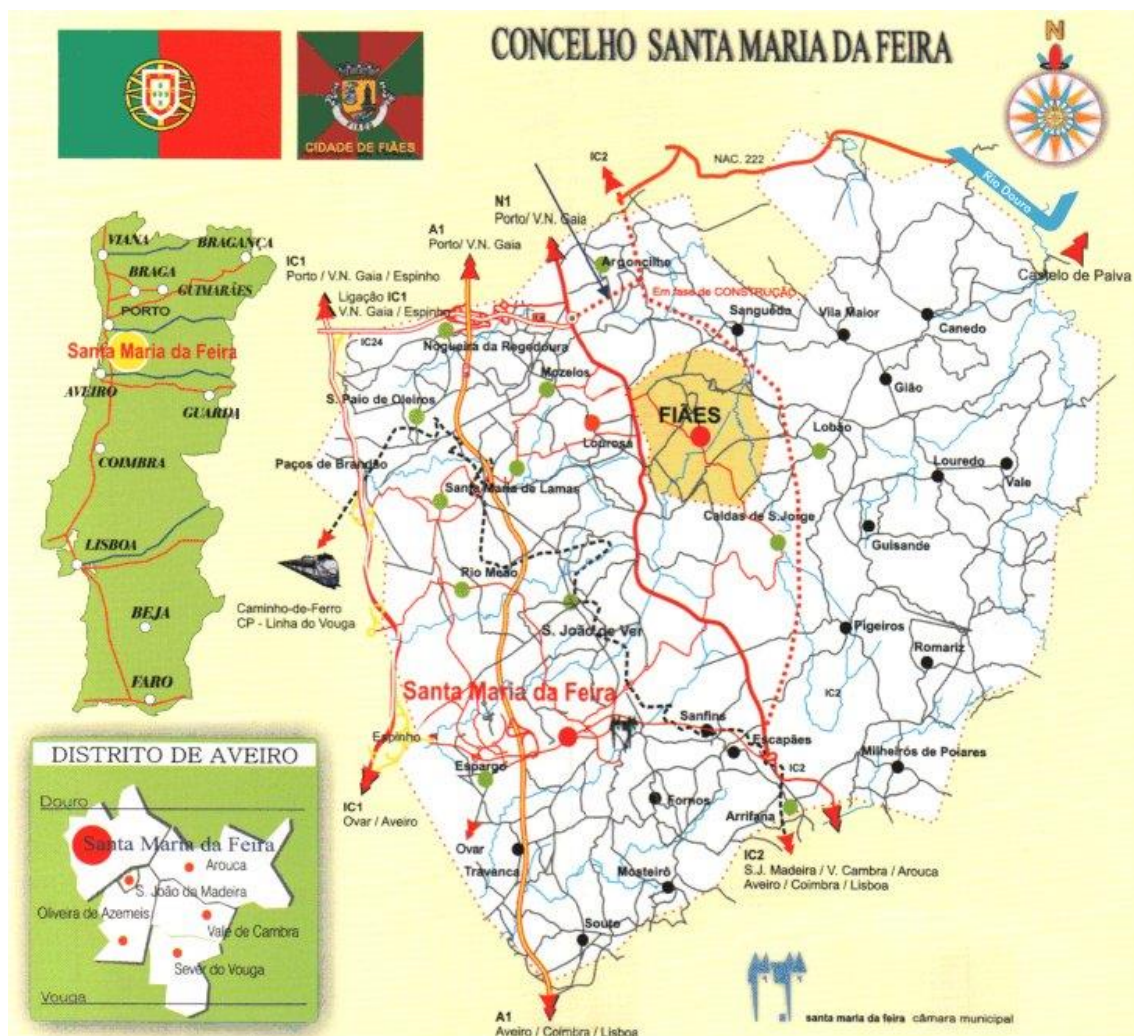 CONCELHO SANTA MARIA DA FEIRA
N
CIDADE DE FIÃES
IC2
NAC. 222
Rio Douro
N1
Porto/ V.N. Gaia
A1
Porto/ V.N. Gaia
IC1
Porto / V.N. Gaia / Espinho
Ligação IC1
V.N. Gaia / Espinho
IC24
Castelo de Paiva
VIANA
BRAGANÇA
BRAGA
GUIMARÃES
PORTO
Santa Maria da Feira
AVEIRO
GUARDA
COIMBRA
LISBOA
BEJA
FARO
Argoncilhe
Em fase de CONSTRUÇÃO
Sanguêdo
Vila Maior
Canedo
Nogueira da Regedoura
Mozelos
Gião
S. Paio de Oleiros
FIÃES
Lourosa
Lobão
Paços de Brandão
Louredo
Vale
Santa Maria de Lamas
Caldas de S.Jorge
Guisande
Rio Meão
Caminho-de-Ferro
CP - Linha do Vouga
S. João de Ver
Pigeiros
Romariz
Santa Maria da Feira
IC2
Sanfins
Espinho
Escapães
Milheirós de Poiares
Espargo
IC2
Fornos
Arrifana
IC1
Ovar / Aveiro
Ovar
Travanca
IC2
S.J. Madeira / V. Cambra / Arouca
Aveiro / Coimbra / Lisboa
Mosteirô
Soute
A1
Aveiro / Coimbra / Lisboa
DISTRITO DE AVEIRO
Douro
Santa Maria da Feira
Arouca
S. João da Madeira
Oliveira de Azemeis
Vale de Cambra
Sever do Vouga
Vouga
santa maria da feira câmara municipal